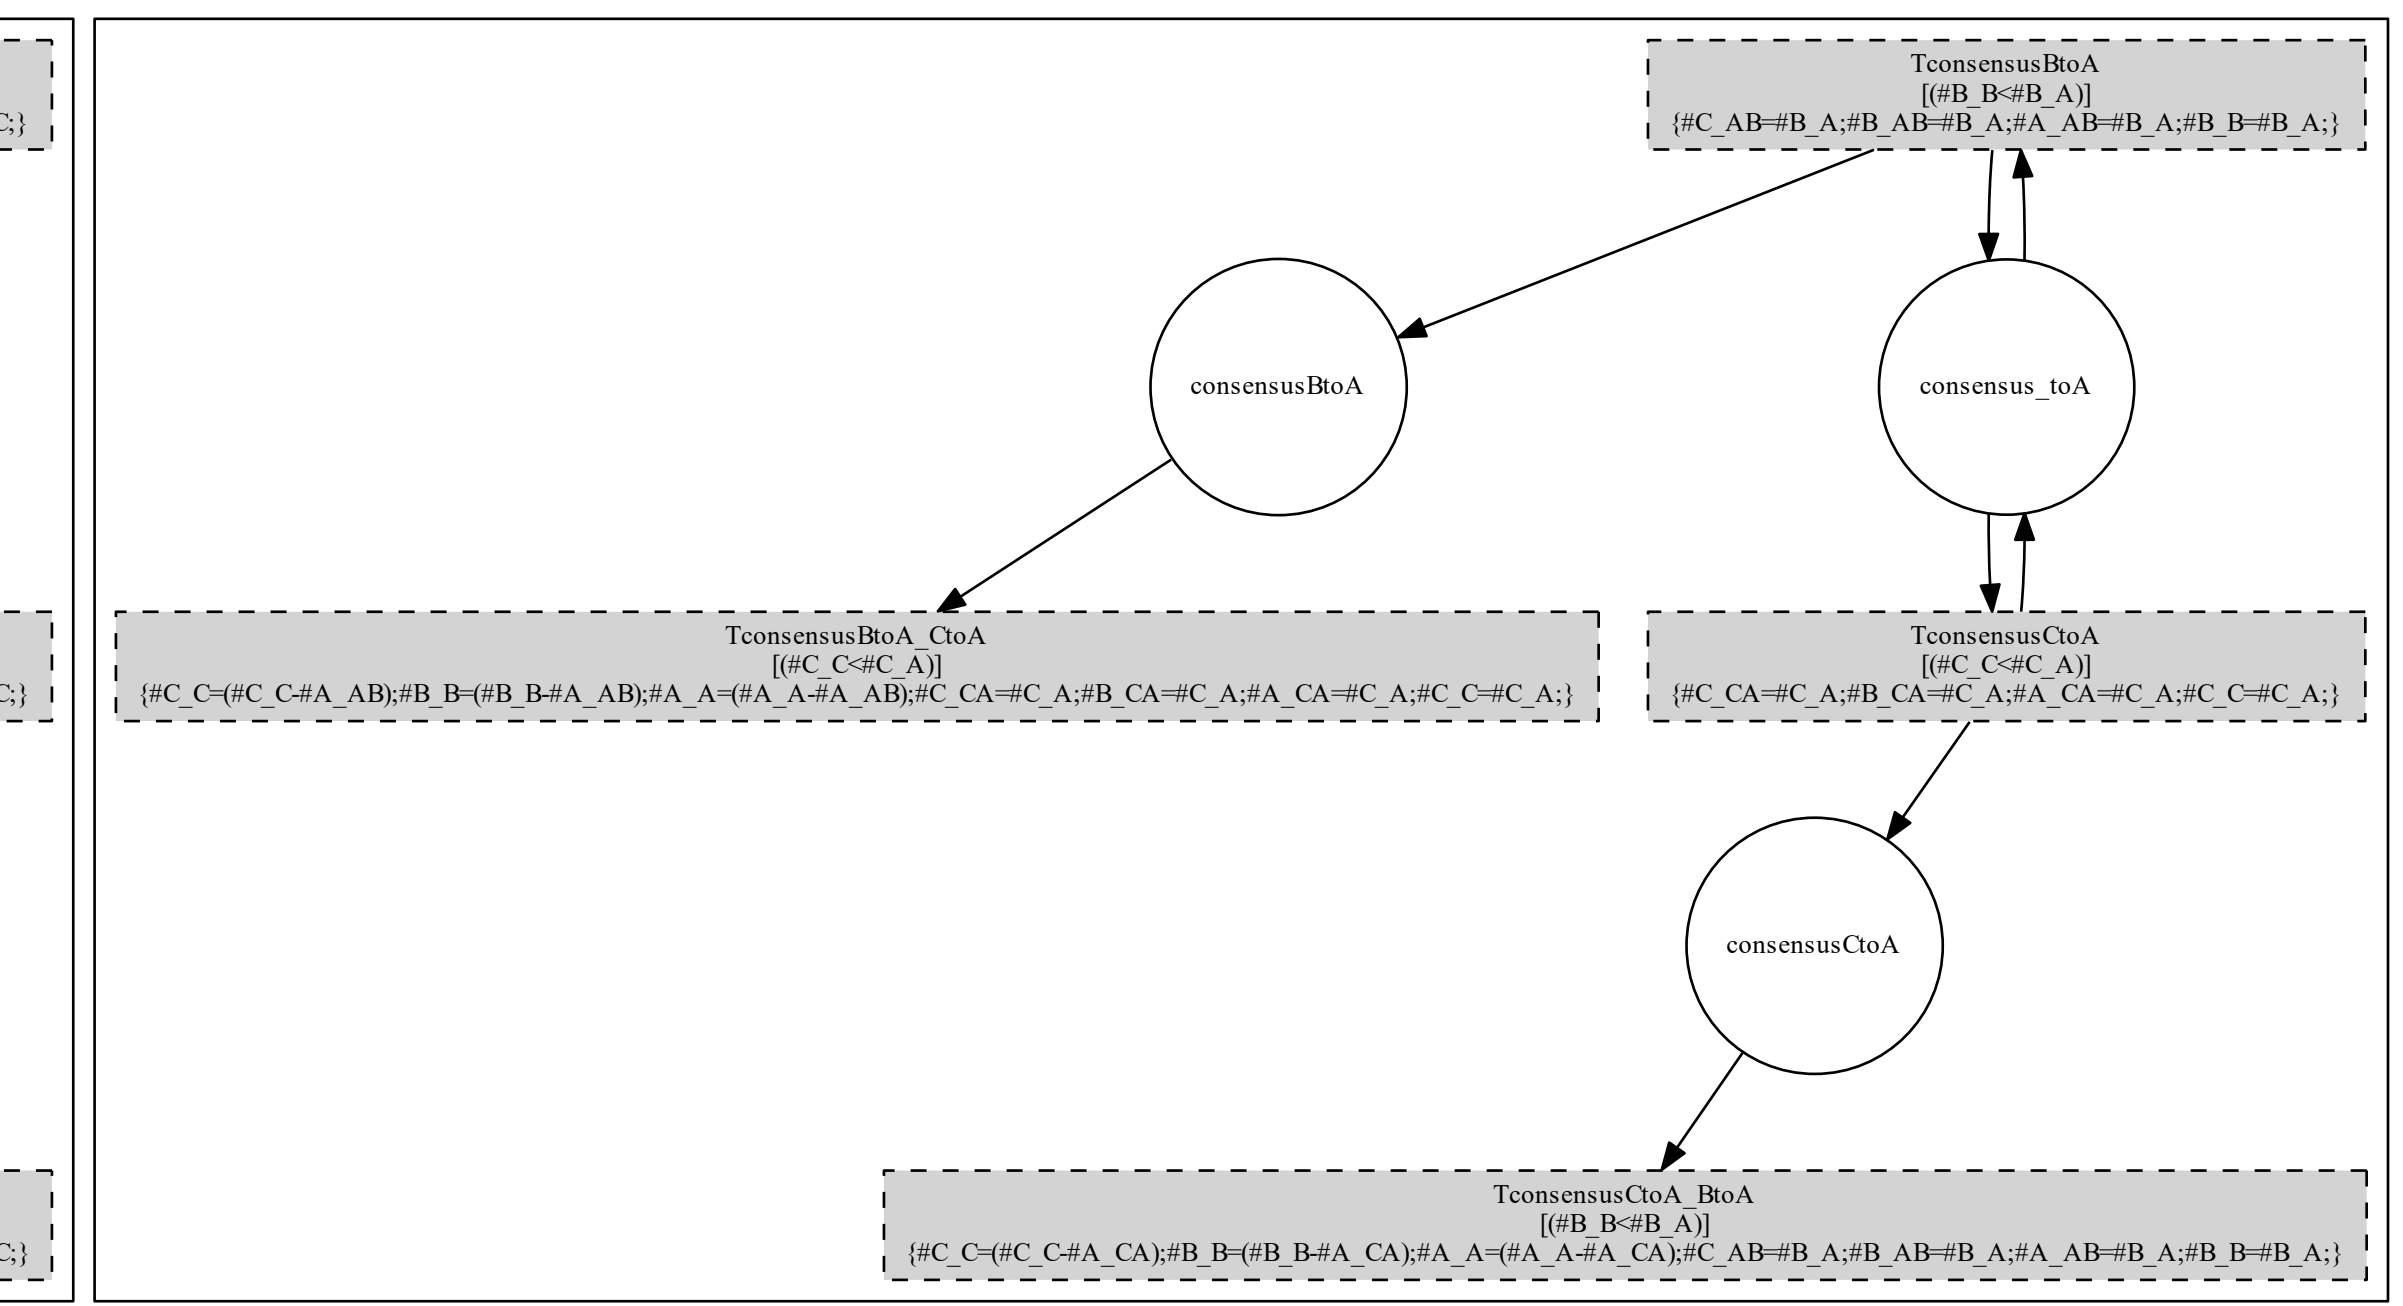 TconsensusBtoA
[(#B_B<#B_A)]
C;}
{#C_AB=#B_A;#B_AB=#B_A;#A_AB=#B_A;#B_B=#B_A;}
consensusBtoA
consensus_toA
TconsensusBtoA_CtoA
[(#C_C<#C_A)]
{#C_C=(#C_C-#A_AB);#B_B=(#B_B-#A_AB);#A_A=(#A_A-#A_AB);#C_CA=#C_A;#B_CA=#C_A;#A_CA=#C_A;#C_C=#C_A;}
TconsensusCtoA
[(#C_C<#C_A)]
{#C_CA=#C_A;#B_CA=#C_A;#A_CA=#C_A;#C_C=#C_A;}
C;}
consensusCtoA
TconsensusCtoA_BtoA
[(#B_B<#B_A)]
{#C_C=(#C_C-#A_CA);#B_B=(#B_B-#A_CA);#A_A=(#A_A-#A_CA);#C_AB=#B_A;#B_AB=#B_A;#A_AB=#B_A;#B_B=#B_A;}
C;}